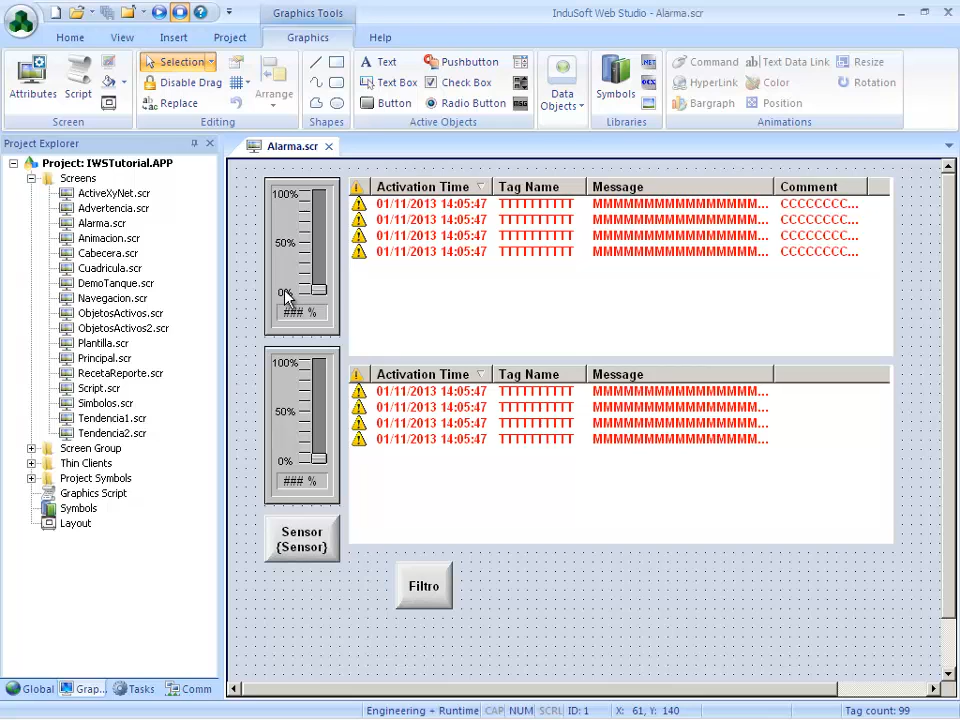 Graphics Tools
InduSoft Web Studio - Alarma.scr
Home View Insert Project Graphics Help
Attributes
Script
Screen
Selection
Disable Drag
Replace
Arrange
Editing
Shapes
Text
Text Box
Button
Pushbutton
Check Box
Radio Button
MSG
Active Objects
Data
Objects
Symbols
.NET
OCX
Libraries
Command
HyperLink
Bargraph
Text Data Link
Color
Position
Resize
Rotation
Animations
Project Explorer
Alarma.scr
Project: IWSTutorial.APP
Screens
ActiveXyNet.scr
Advertencia.scr
Alarma.scr
Animacion.scr
Cabecera.scr
Cuadricula.scr
DemoTanque.scr
Navegacion.scr
ObjetosActivos.scr
ObjetosActivos2.scr
Plantilla.scr
Principal.scr
RecetaReporte.scr
Script.scr
Simbolos.scr
Tendencia1.scr
Tendencia2.scr
Screen Group
Thin Clients
Project Symbols
Graphics Script
Symbols
Layout
Global Grap... Tasks Comm
100%
50%
0%
### %
100%
50%
0%
### %
Sensor
{Sensor}
Activation Time Tag Name Message Comment
01/11/2013 14:05:47 TTTTTTTTTT MMMMMMMMMMMMMMMM... CCCCCCCC...
01/11/2013 14:05:47 TTTTTTTTTT MMMMMMMMMMMMMMMM... CCCCCCCC...
01/11/2013 14:05:47 TTTTTTTTTT MMMMMMMMMMMMMMMM... CCCCCCCC...
01/11/2013 14:05:47 TTTTTTTTTT MMMMMMMMMMMMMMMM... CCCCCCCC...
Activation Time Tag Name Message
01/11/2013 14:05:47 TTTTTTTTTT MMMMMMMMMMMMMMMM...
01/11/2013 14:05:47 TTTTTTTTTT MMMMMMMMMMMMMMMM...
01/11/2013 14:05:47 TTTTTTTTTT MMMMMMMMMMMMMMMM...
01/11/2013 14:05:47 TTTTTTTTTT MMMMMMMMMMMMMMMM...
Filtro
Engineering + Runtime CAP NUM SCRL ID: 1 X: 61, Y: 140 Tag count: 99